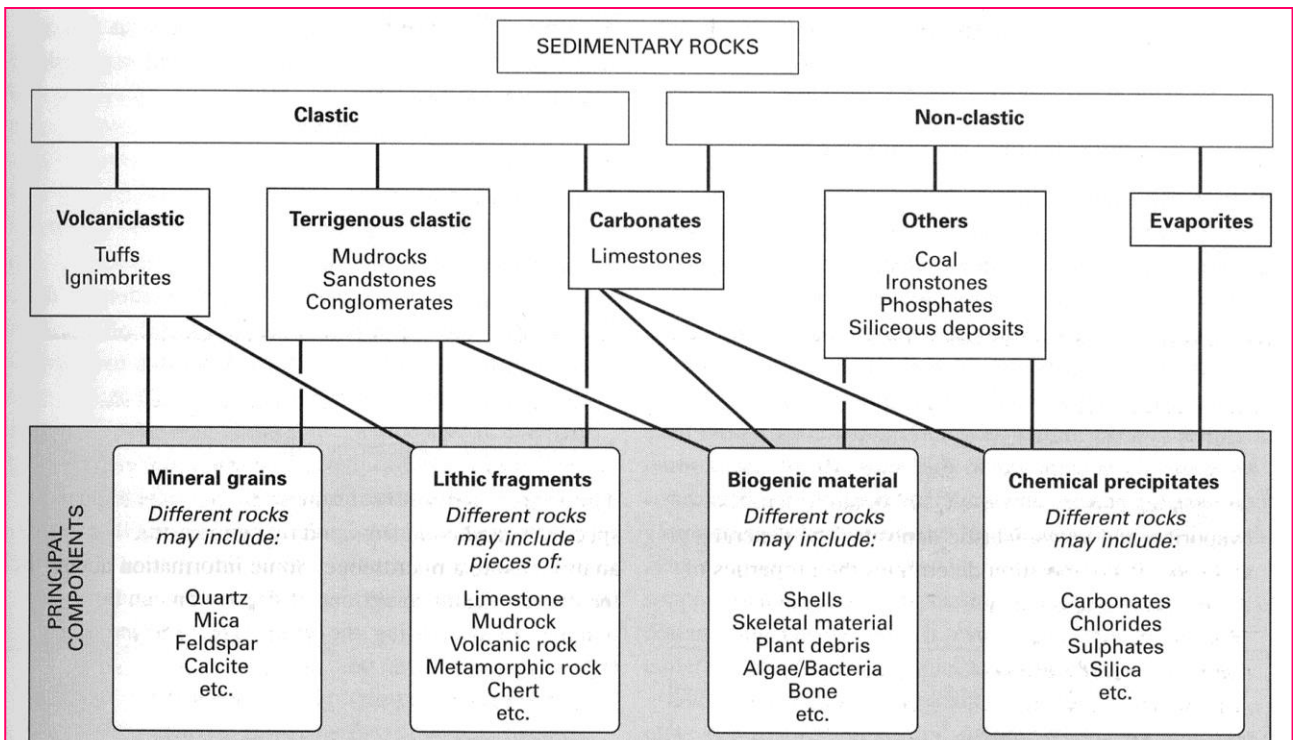 SEDIMENTARY ROCKS
Clastic
Non-clastic
Volcaniclastic
Tuffs
Ignimbrites
Terrigenous clastic
Mudrocks
Sandstones
Conglomerates
Carbonates
Limestones
Others
Coal
Ironstones
Phosphates
Siliceous deposits
Evaporites
PRINCIPAL
COMPONENTS
Mineral grains
Different rocks
may include:
Quartz
Mica
Feldspar
Calcite
etc.
Lithic fragments
Different rocks
may include
pieces of:
Limestone
Mudrock
Volcanic rock
Metamorphic rock
Chert
etc.
Biogenic material
Different rocks
may include:
Shells
Skeletal material
Plant debris
Algae/Bacteria
Bone
etc.
Chemical precipitates
Different rocks
may include:
Carbonates
Chlorides
Sulphates
Silica
etc.